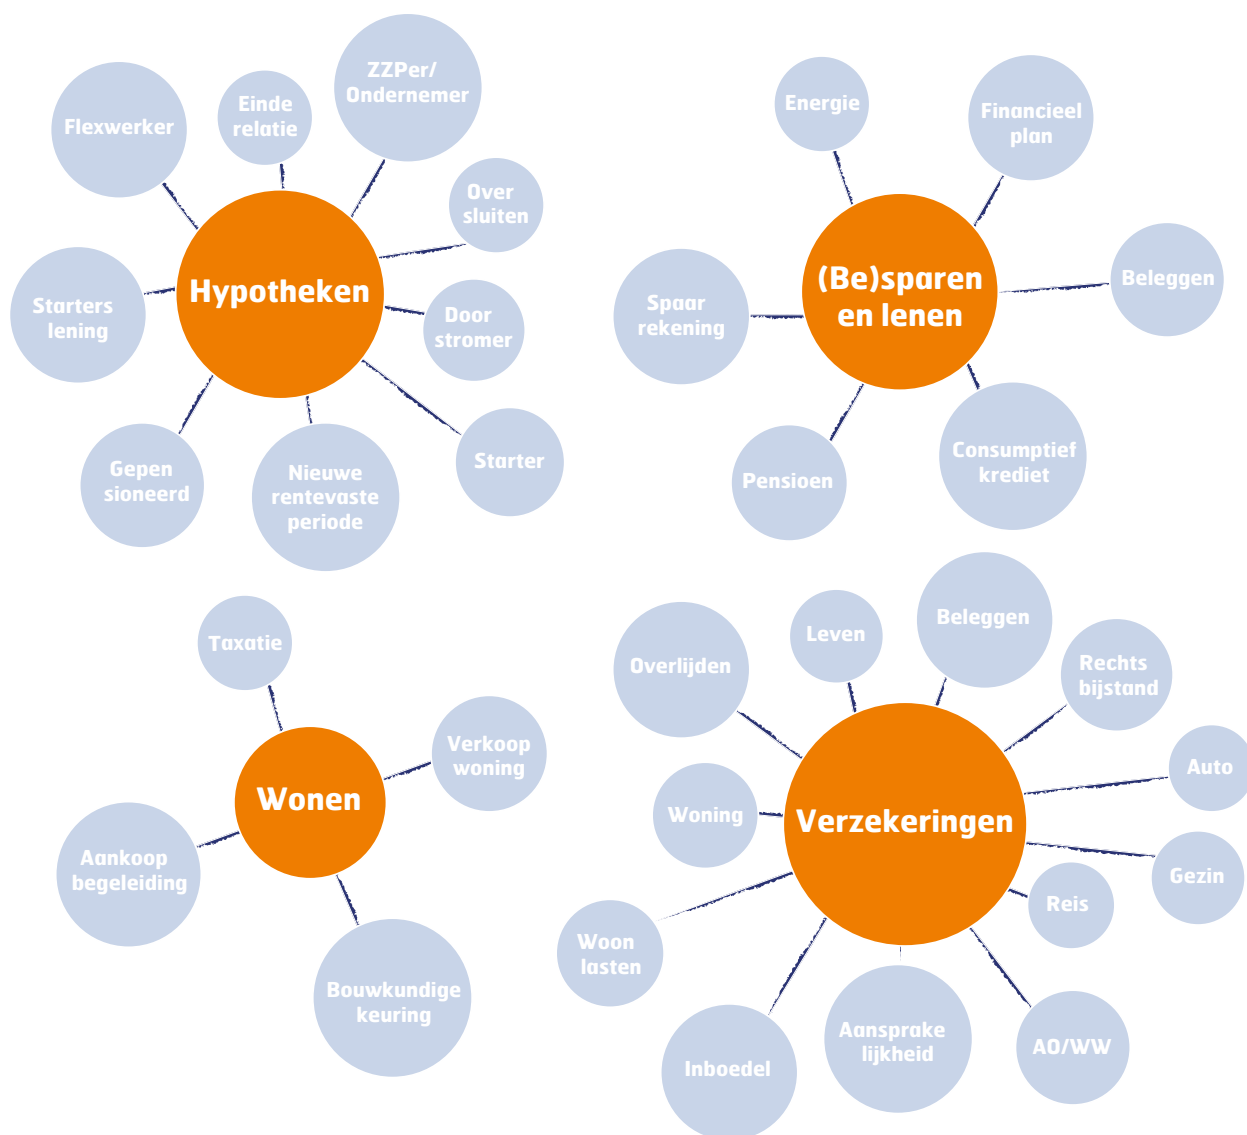 Hypotheken
Flexwerker
Einde
relatie
ZZPer/
Ondernemer
Over
sluiten
Door
stromer
Starter
Nieuwe
rentevaste
periode
Gepen
sioneerd
Starters
lening
(Be)sparen
en lenen
Energie
Financieel
plan
Beleggen
Consumptief
krediet
Pensioen
Spaar
rekening
Wonen
Taxatie
Verkoop
woning
Bouwkundige
keuring
Aankoop
begeleiding
Verzekeringen
Overlijden
Leven
Beleggen
Rechts
bijstand
Auto
Gezin
Reis
AO/WW
Aansprake
lijkheid
Inboedel
Woon
lasten
Woning